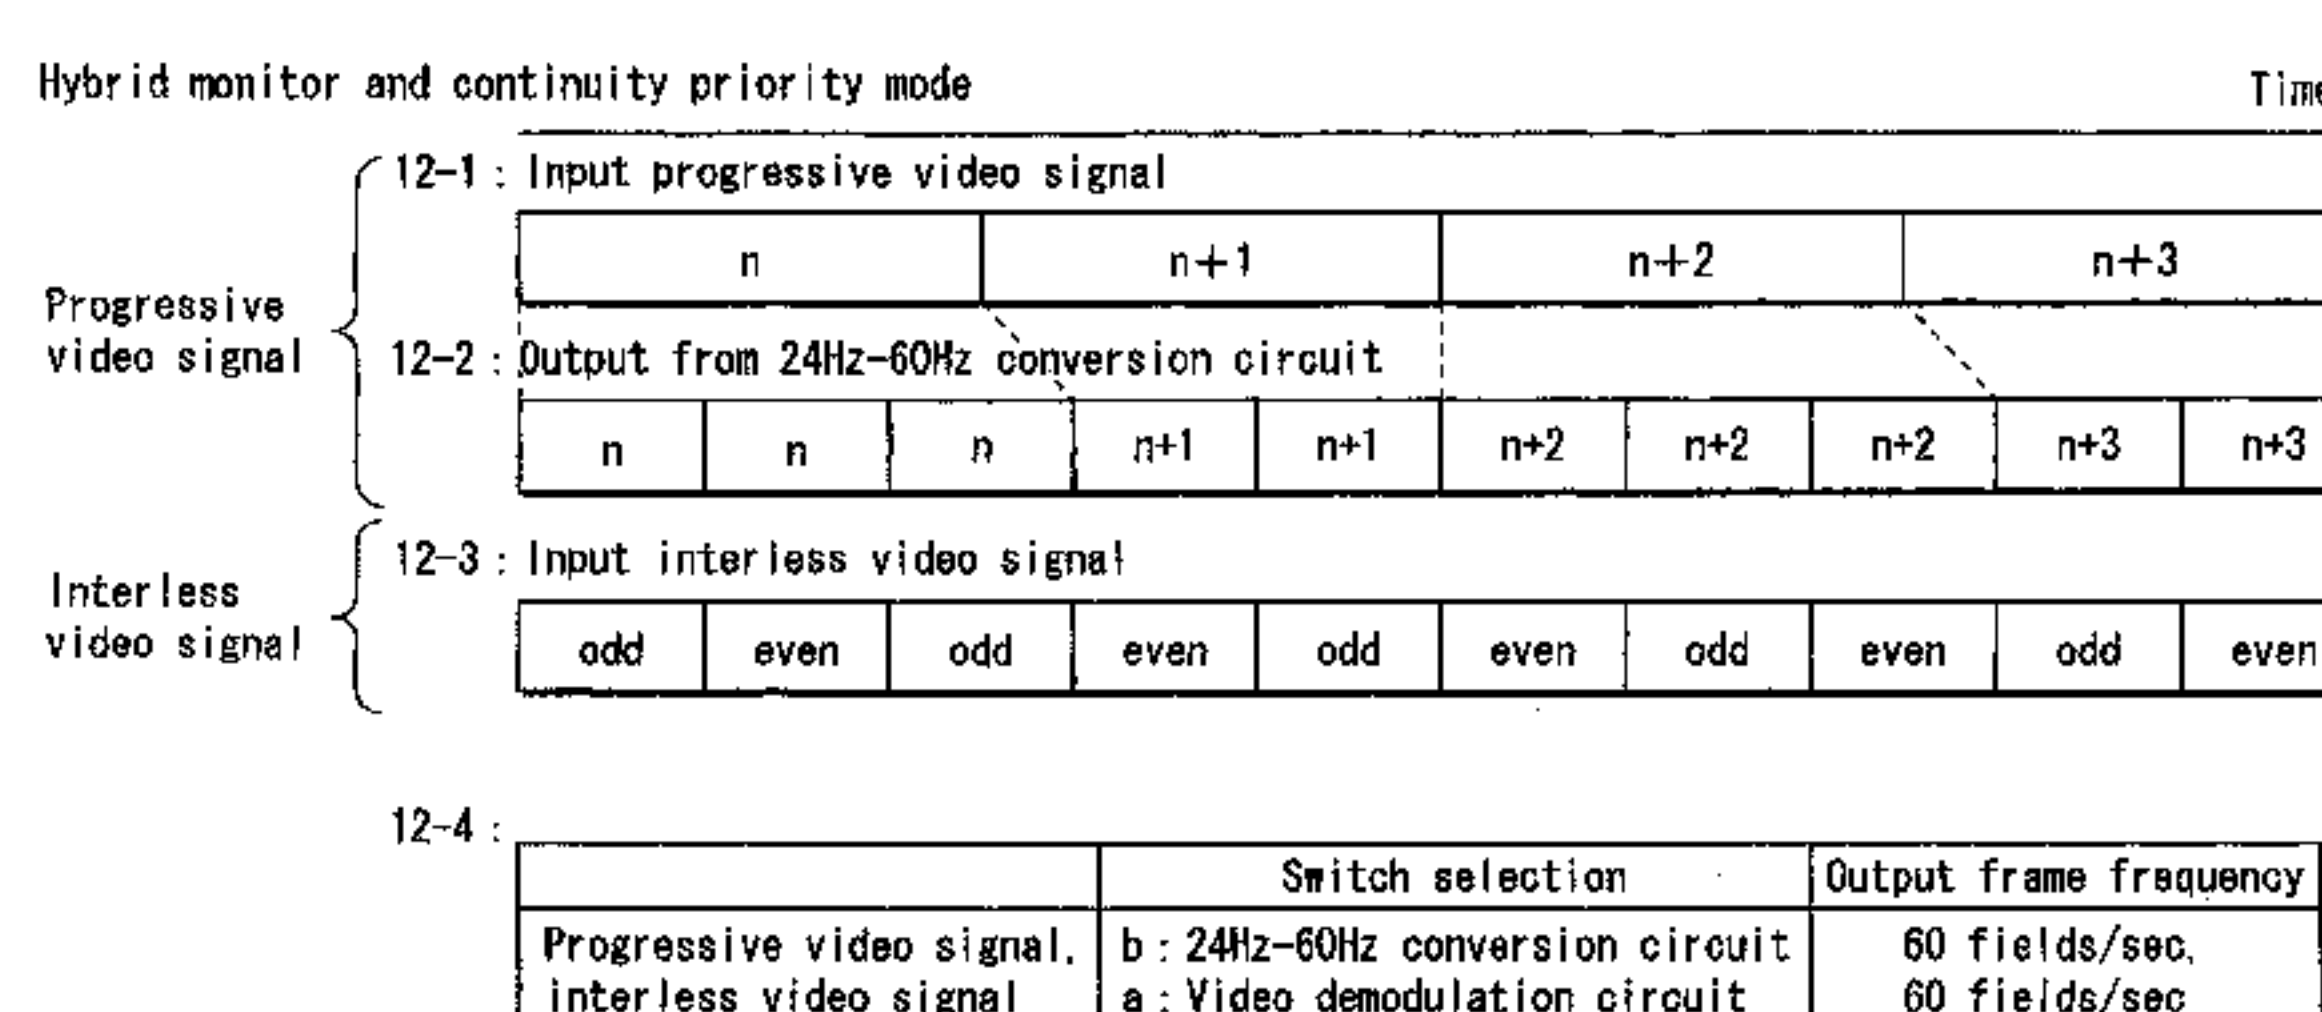 Hybrid monitor and continuity priority mode
Time
12-1 : Input progressive video signal
n n+1 n+2 n+3
Progressive
video signal
12-2 : Output from 24Hz-60Hz conversion circuit
n n n n+1 n+1 n+2 n+2 n+2 n+3 n+3
12-3 : Input interless video signal
Interless
video signal
odd even odd even odd even odd even odd even
12-4 :
Switch selection Output frame frequency
Progressive video signal, b : 24Hz-60Hz conversion circuit 60 fields/sec,
interless video signal a : Video demodulation circuit 60 fields/sec